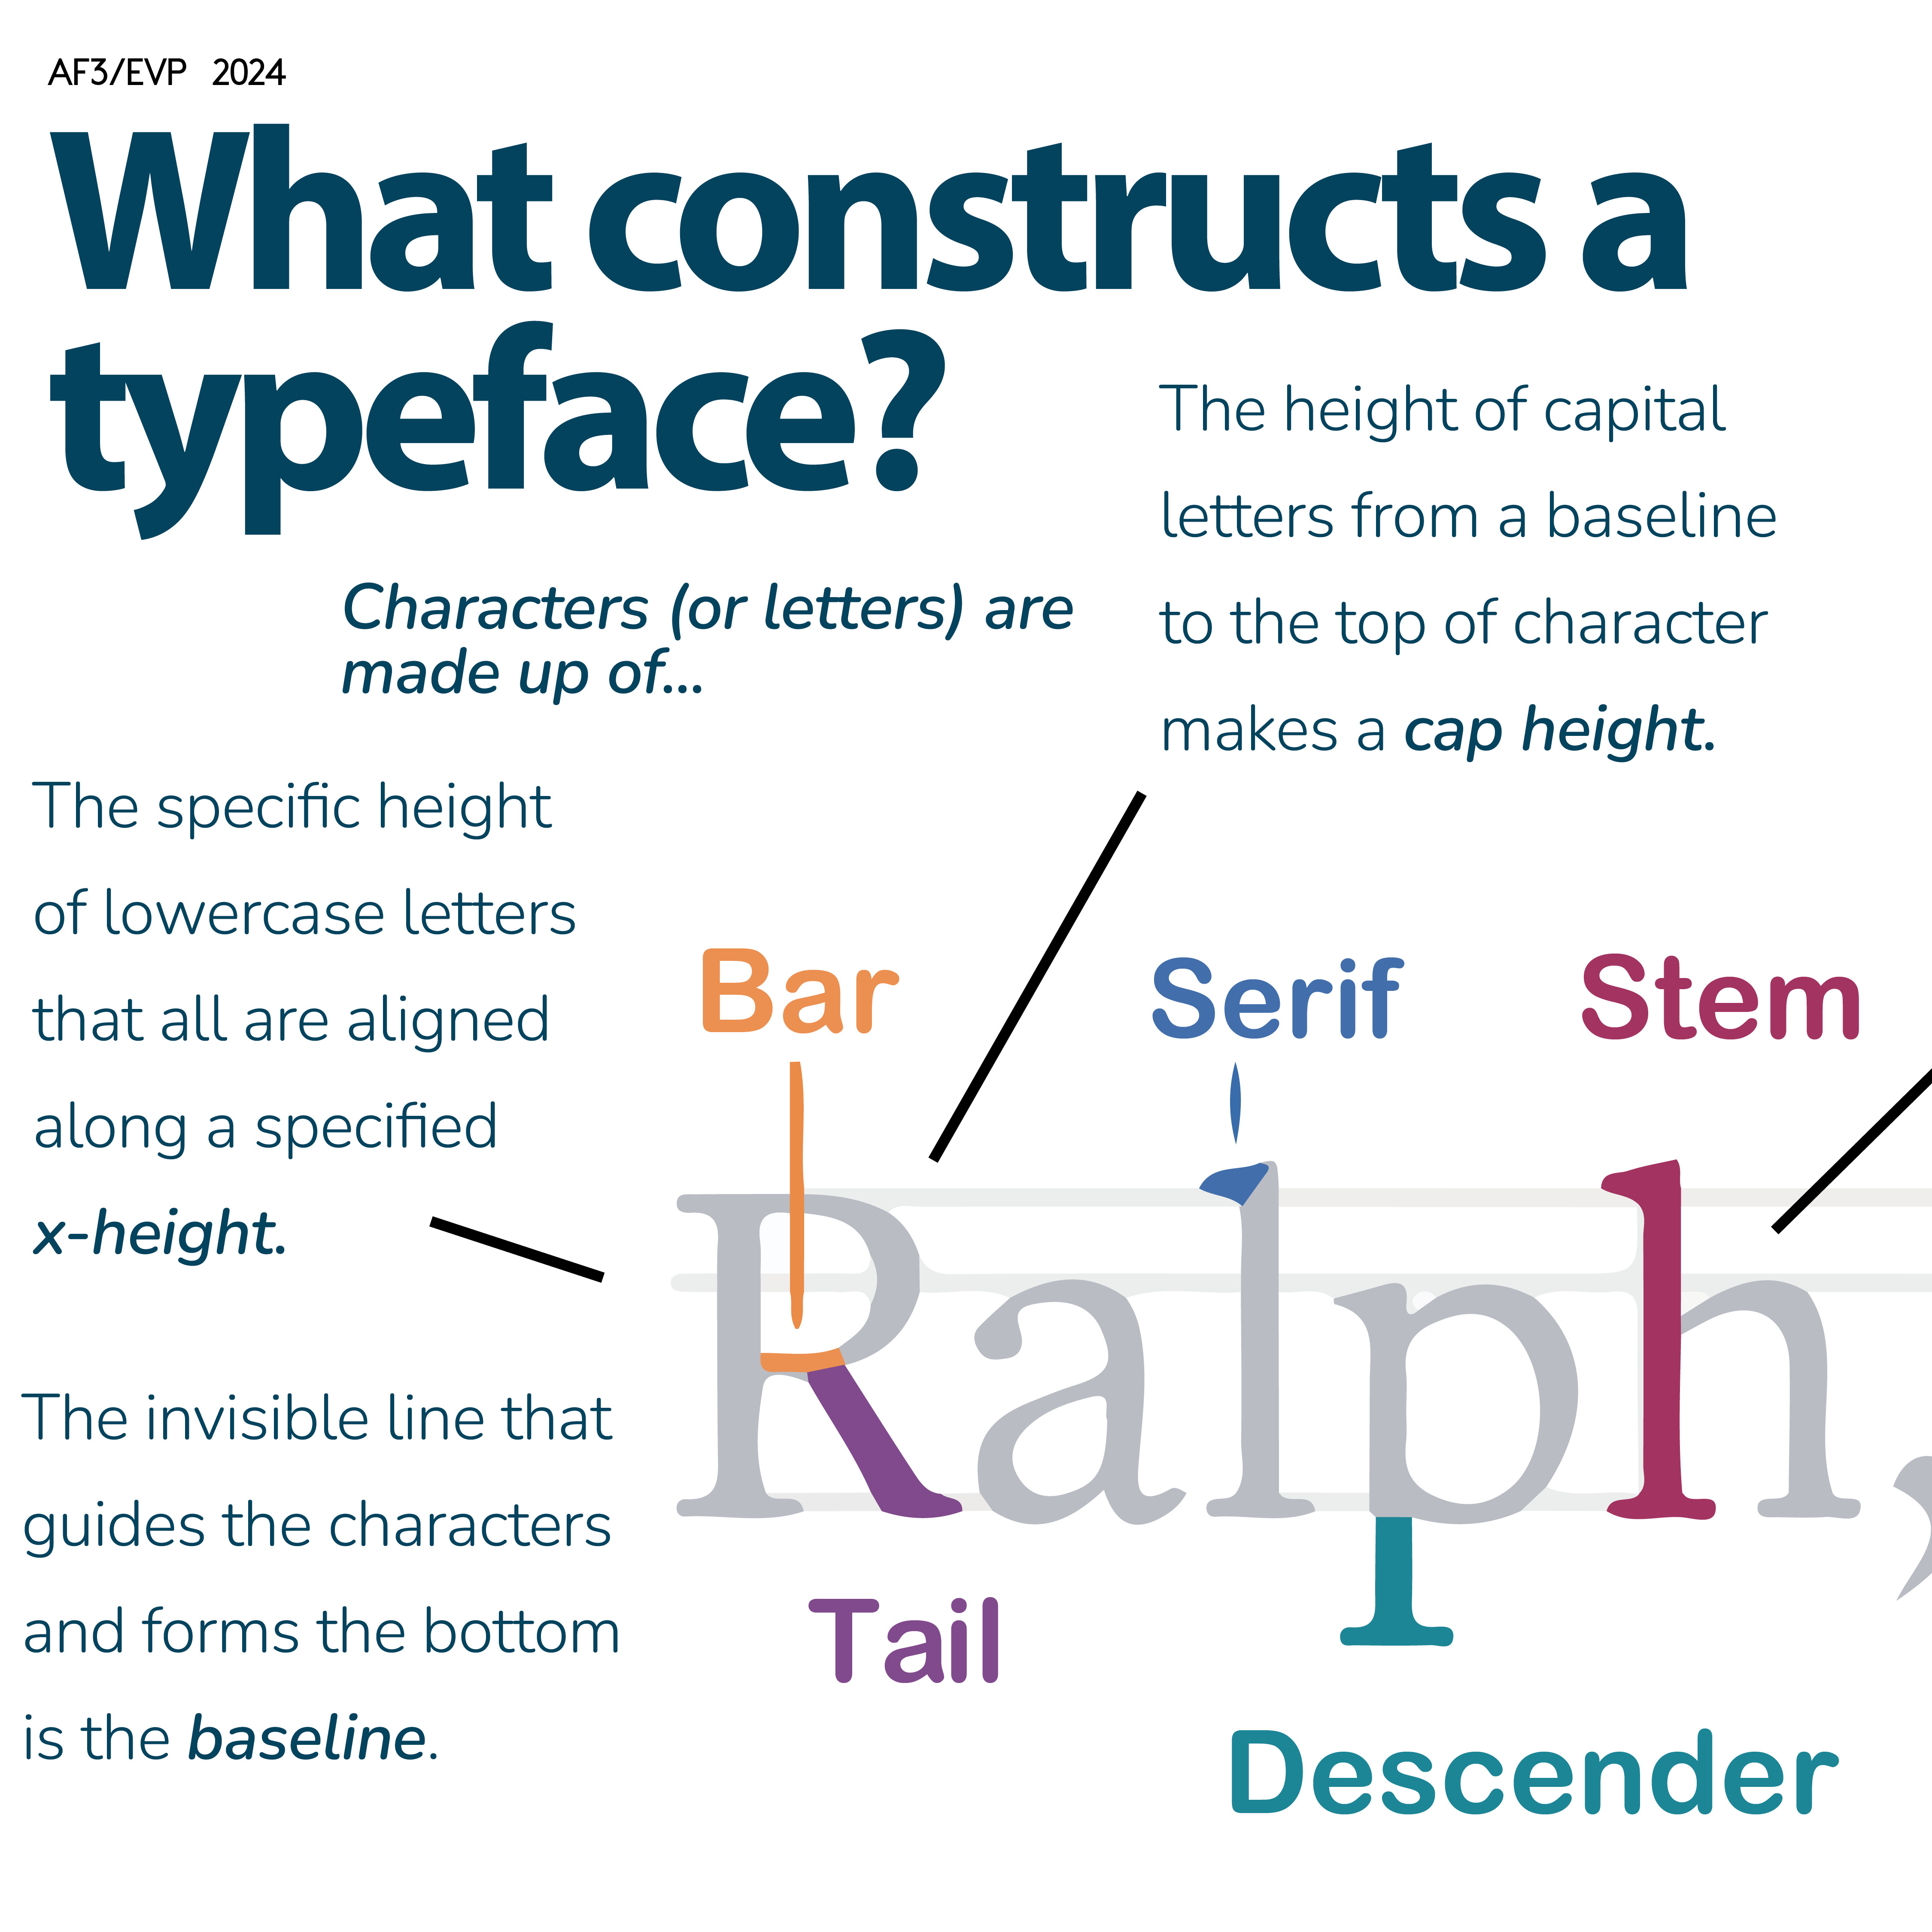 AF3/EVP 2024
What constructs a
typeface?
The height of capital
letters from a baseline
to the top of character
makes a cap height.
Characters (or letters) are
made up of...
The specific height
of lowercase letters
that all are aligned
along a specified
x-height.
Bar
Serif
Stem
Ralph,
The invisible line that
guides the characters
and forms the bottom
is the baseline.
Tail
Descender